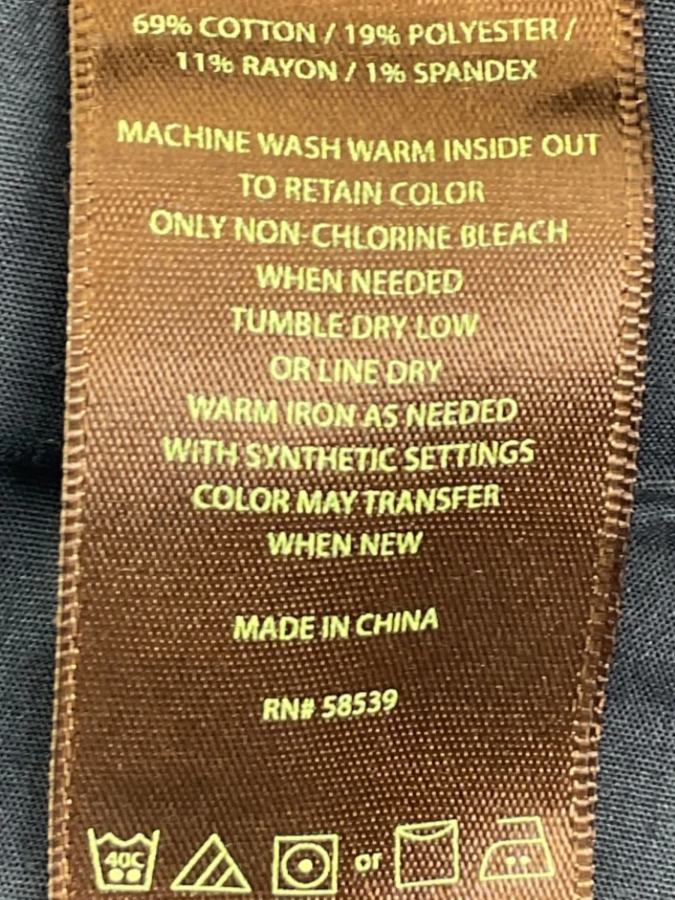 69% COTTON / 19% POLYESTER /
11% RAYON / 1% SPANDEX
MACHINE WASH WARM INSIDE OUT
TO RETAIN COLOR
ONLY NON-CHLORINE BLEACH
WHEN NEEDED
TUMBLE DRY LOW
OR LINE DRY
WARM IRON AS NEEDED
WITH SYNTHETIC SETTINGS
COLOR MAY TRANSFER
WHEN NEW
MADE IN CHINA
RN# 58539
40C or